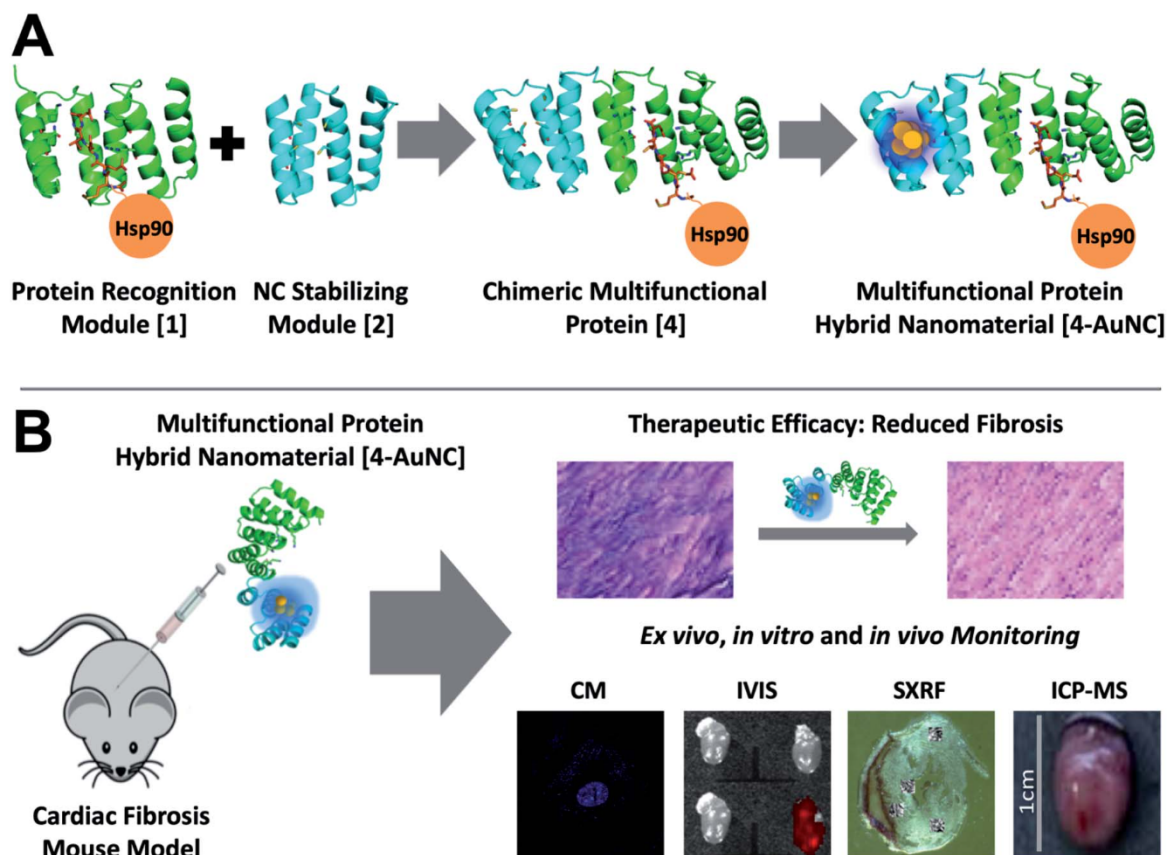 A
Hsp90
Hsp90
Hsp90
Protein Recognition
Module [1]
NC Stabilizing
Module [2]
Chimeric Multifunctional
Protein [4]
Multifunctional Protein
Hybrid Nanomaterial [4-AuNC]
B
Multifunctional Protein
Hybrid Nanomaterial [4-AuNC]
Cardiac Fibrosis
Mouse Model
Therapeutic Efficacy: Reduced Fibrosis
Ex vivo, in vitro and in vivo Monitoring
CM
IVIS
SXRF
ICP-MS
1cm